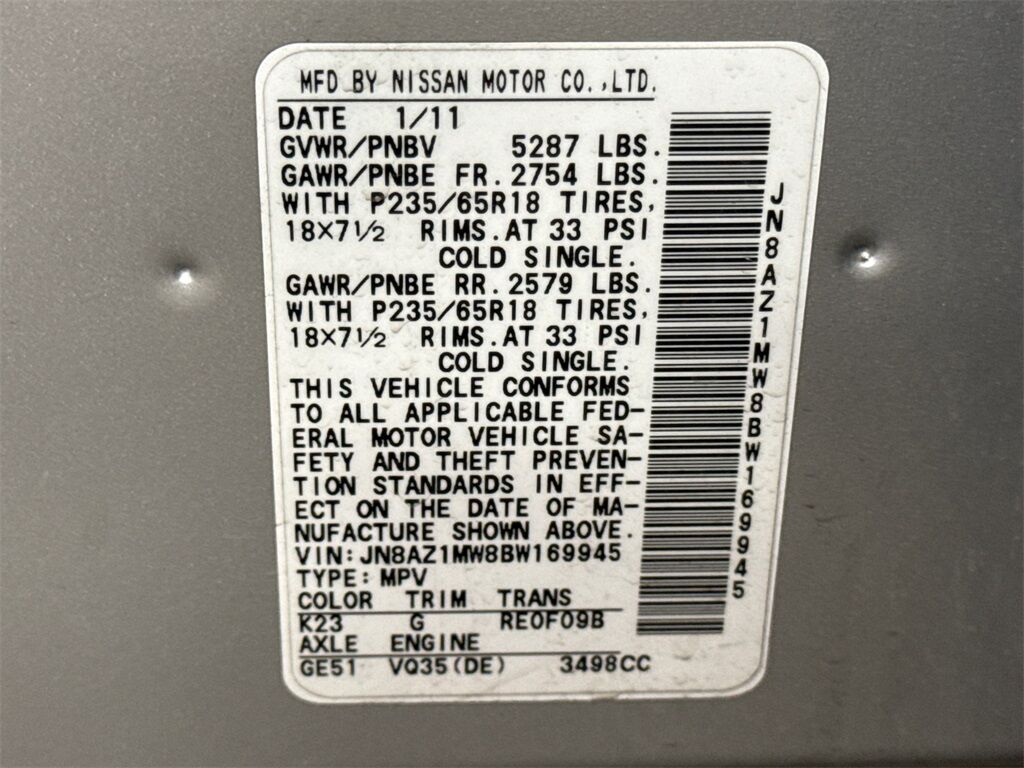 MFD BY NISSAN MOTOR CO.,LTD.
DATE 1/11
GVWR/PNBV 5287 LBS.
GAWR/PNBE FR.2754 LBS.
WITH P235/65R18 TIRES,
18×7½ RIMS.AT 33 PSI
COLD SINGLE.
GAWR/PNBE RR.2579 LBS.
WITH P235/65R18 TIRES,
18×7½ RIMS.AT 33 PSI
COLD SINGLE.
THIS VEHICLE CONFORMS
TO ALL APPLICABLE FED-
ERAL MOTOR VEHICLE SA-
FETY AND THEFT PREVEN-
TION STANDARDS IN EFF-
ECT ON THE DATE OF MA-
NUFACTURE SHOWN ABOVE.
VIN:JN8AZ1MW8BW169945
TYPE:MPV
COLOR TRIM TRANS
K23 G RE0F09B
AXLE ENGINE
GE51 VQ35(DE) 3498CC
JN8AZ1MW8BW169945